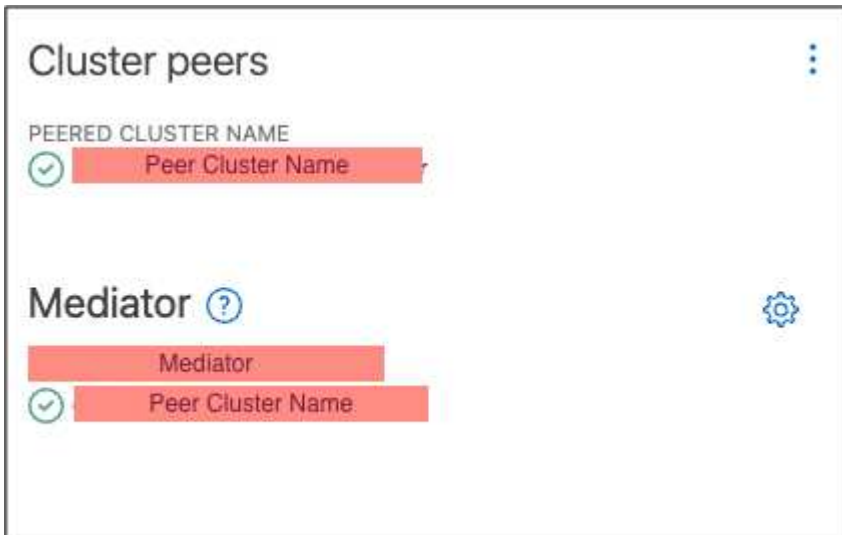 Cluster peers
PEERED CLUSTER NAME
Peer Cluster Name
Mediator ?
Mediator
Peer Cluster Name